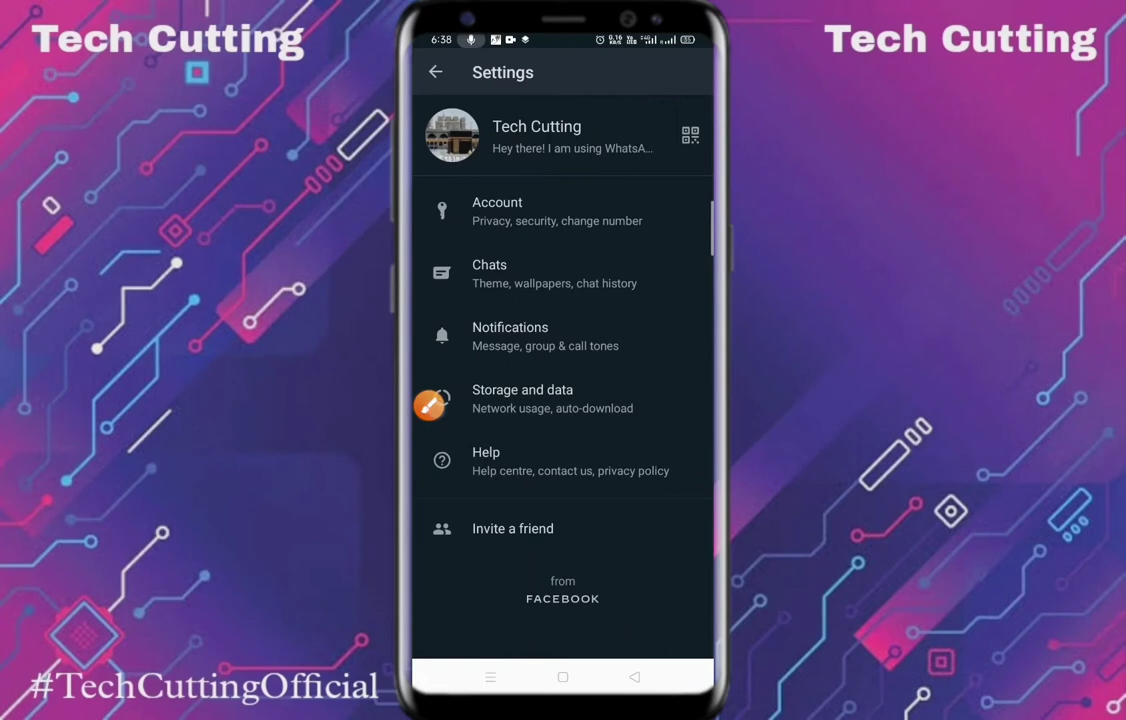 Tech Cutting
Tech Cutting
6:38
Settings
Tech Cutting
Hey there! I am using WhatsA...
Account
Privacy, security, change number
Chats
Theme, wallpapers, chat history
Notifications
Message, group & call tones
Storage and data
Network usage, auto-download
Help
Help centre, contact us, privacy policy
Invite a friend
from
FACEBOOK
#TechCuttingOfficial